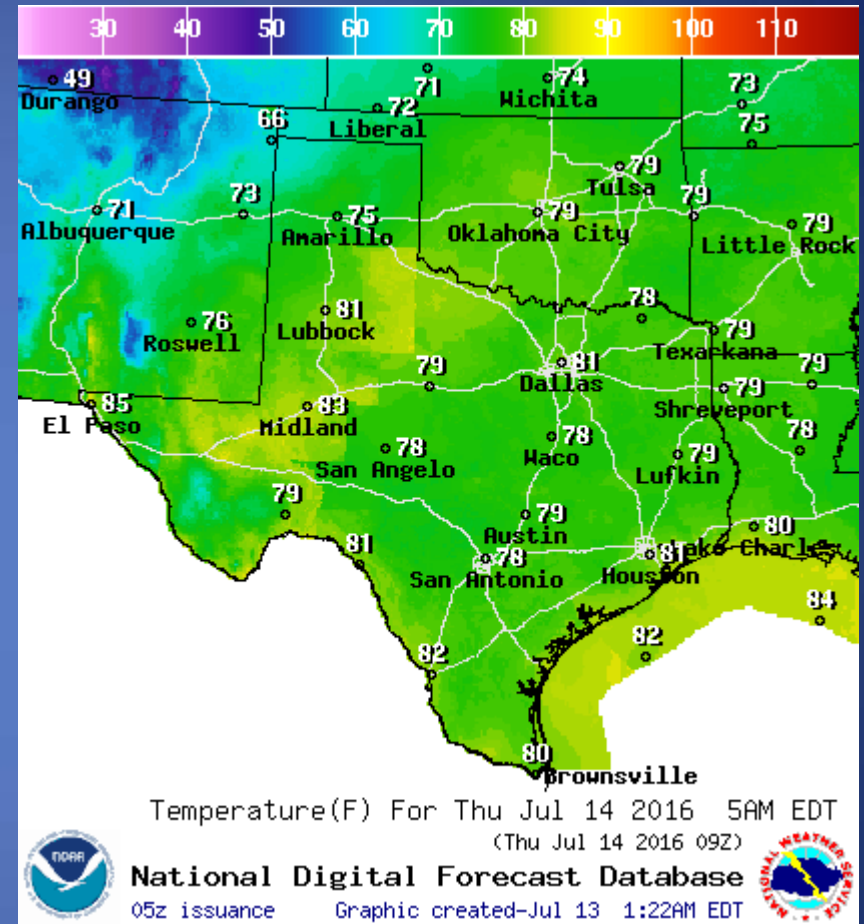 30 40 50 60 70 80 90 100 110
49
Durango
71
Wichita
74
73
Liberal
72
75
66
79
Tulsa
71
Albuquerque
73
75
Amarillo
79
Oklahoma City
79
79
Little Rock
76
Roswell
81
Lubbock
78
79
Texarkana
79
81
Dallas
79
Shreveport
79
85
El Paso
83
Midland
78
San Angelo
78
Waco
79
Lufkin
78
79
79
Austin
80
Lake Charles
81
78
San Antonio
81
Houston
84
82
82
80
Brownsville
Temperature(F) For Thu Jul 14 2016 5AM EDT
(Thu Jul 14 2016 09Z)
National Digital Forecast Database
05z issuance Graphic created-Jul 13 1:22AM EDT
NOAA
NATIONAL WEATHER SERVICE